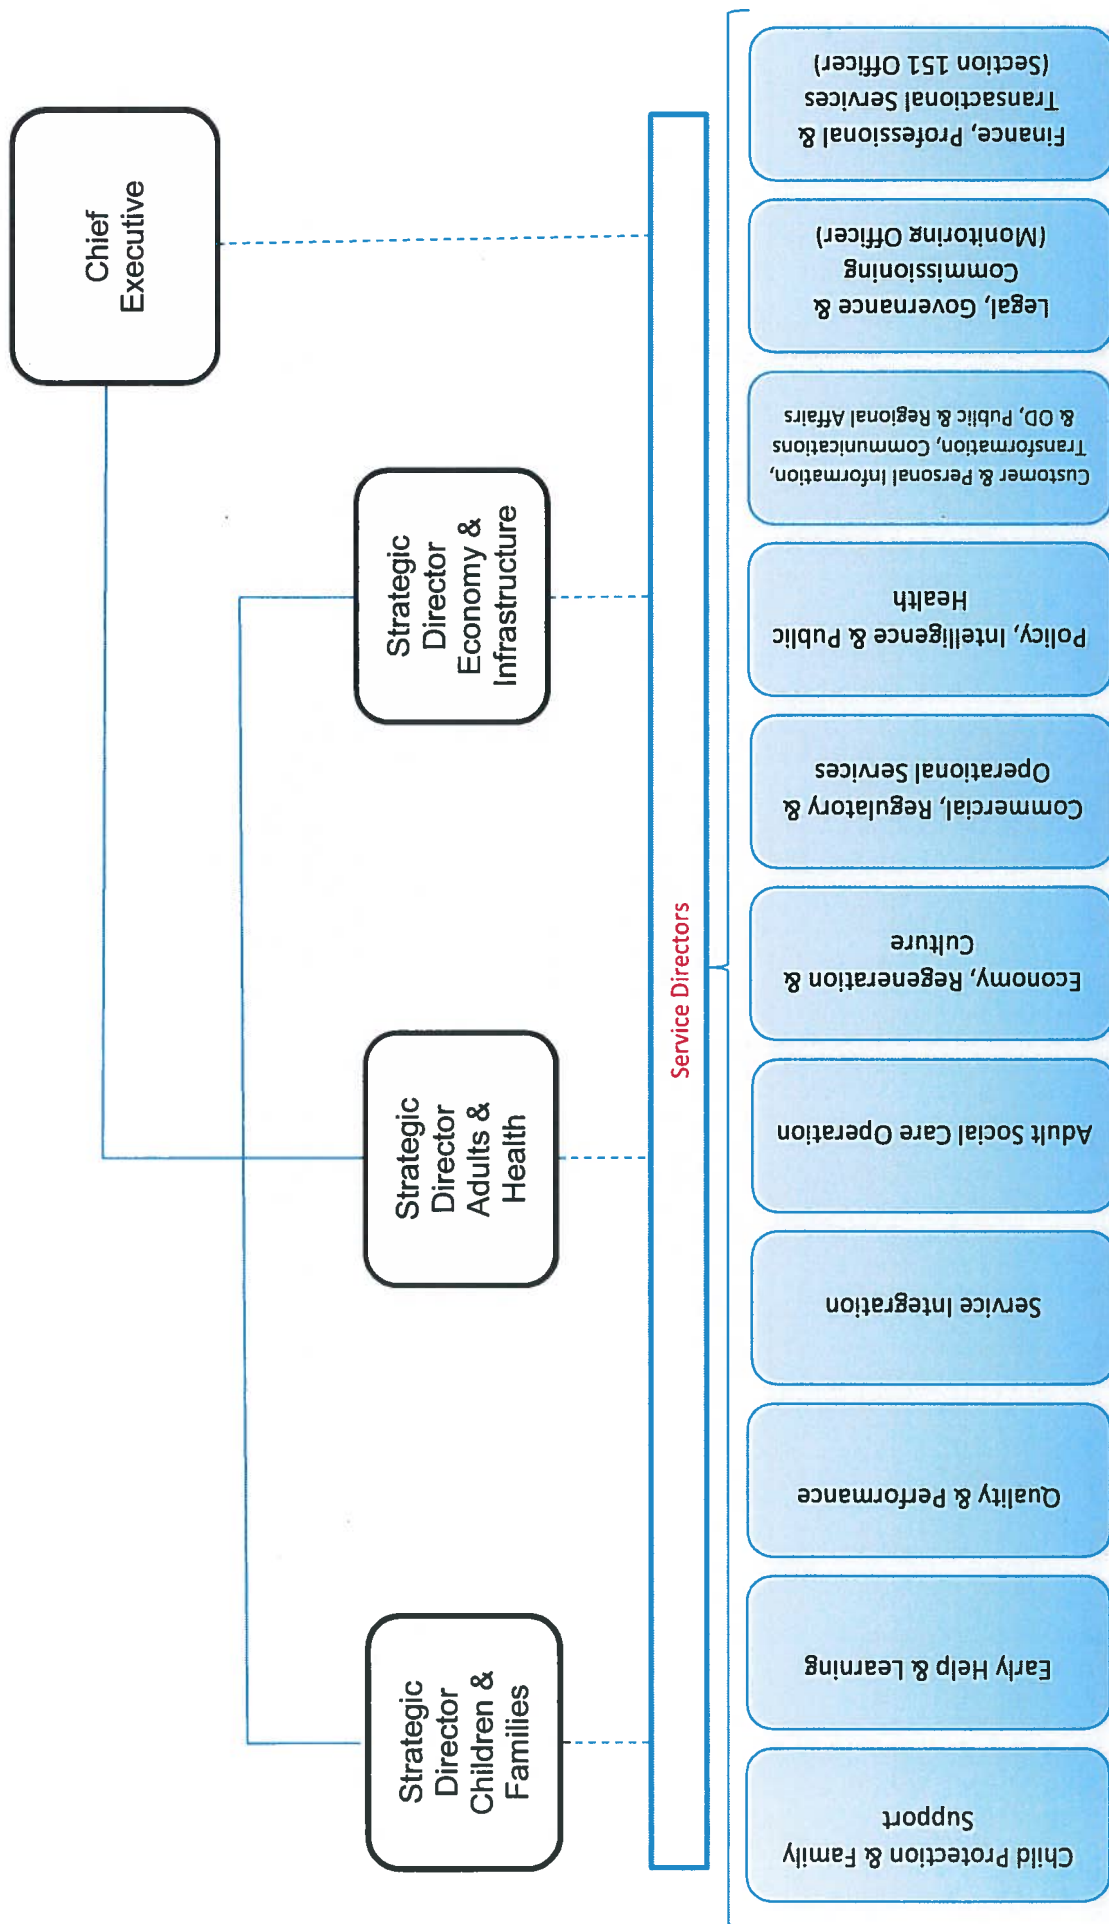 Chief
Executive
Strategic
Director
Children &
Families
Strategic
Director
Adults &
Health
Strategic
Director
Economy &
Infrastructure
Service Directors
Child Protection & Family
Support
Early Help & Learning
Quality & Performance
Service Integration
Adult Social Care Operation
Economy, Regeneration &
Culture
Commercial, Regulatory &
Operational Services
Policy, Intelligence & Public
Health
Customer & Personal Information,
Transformation, Communications
& OD, Public & Regional Affairs
Legal, Governance &
Commissioning
(Monitoring Officer)
Finance, Professional &
Transactional Services
(Section 151 Officer)